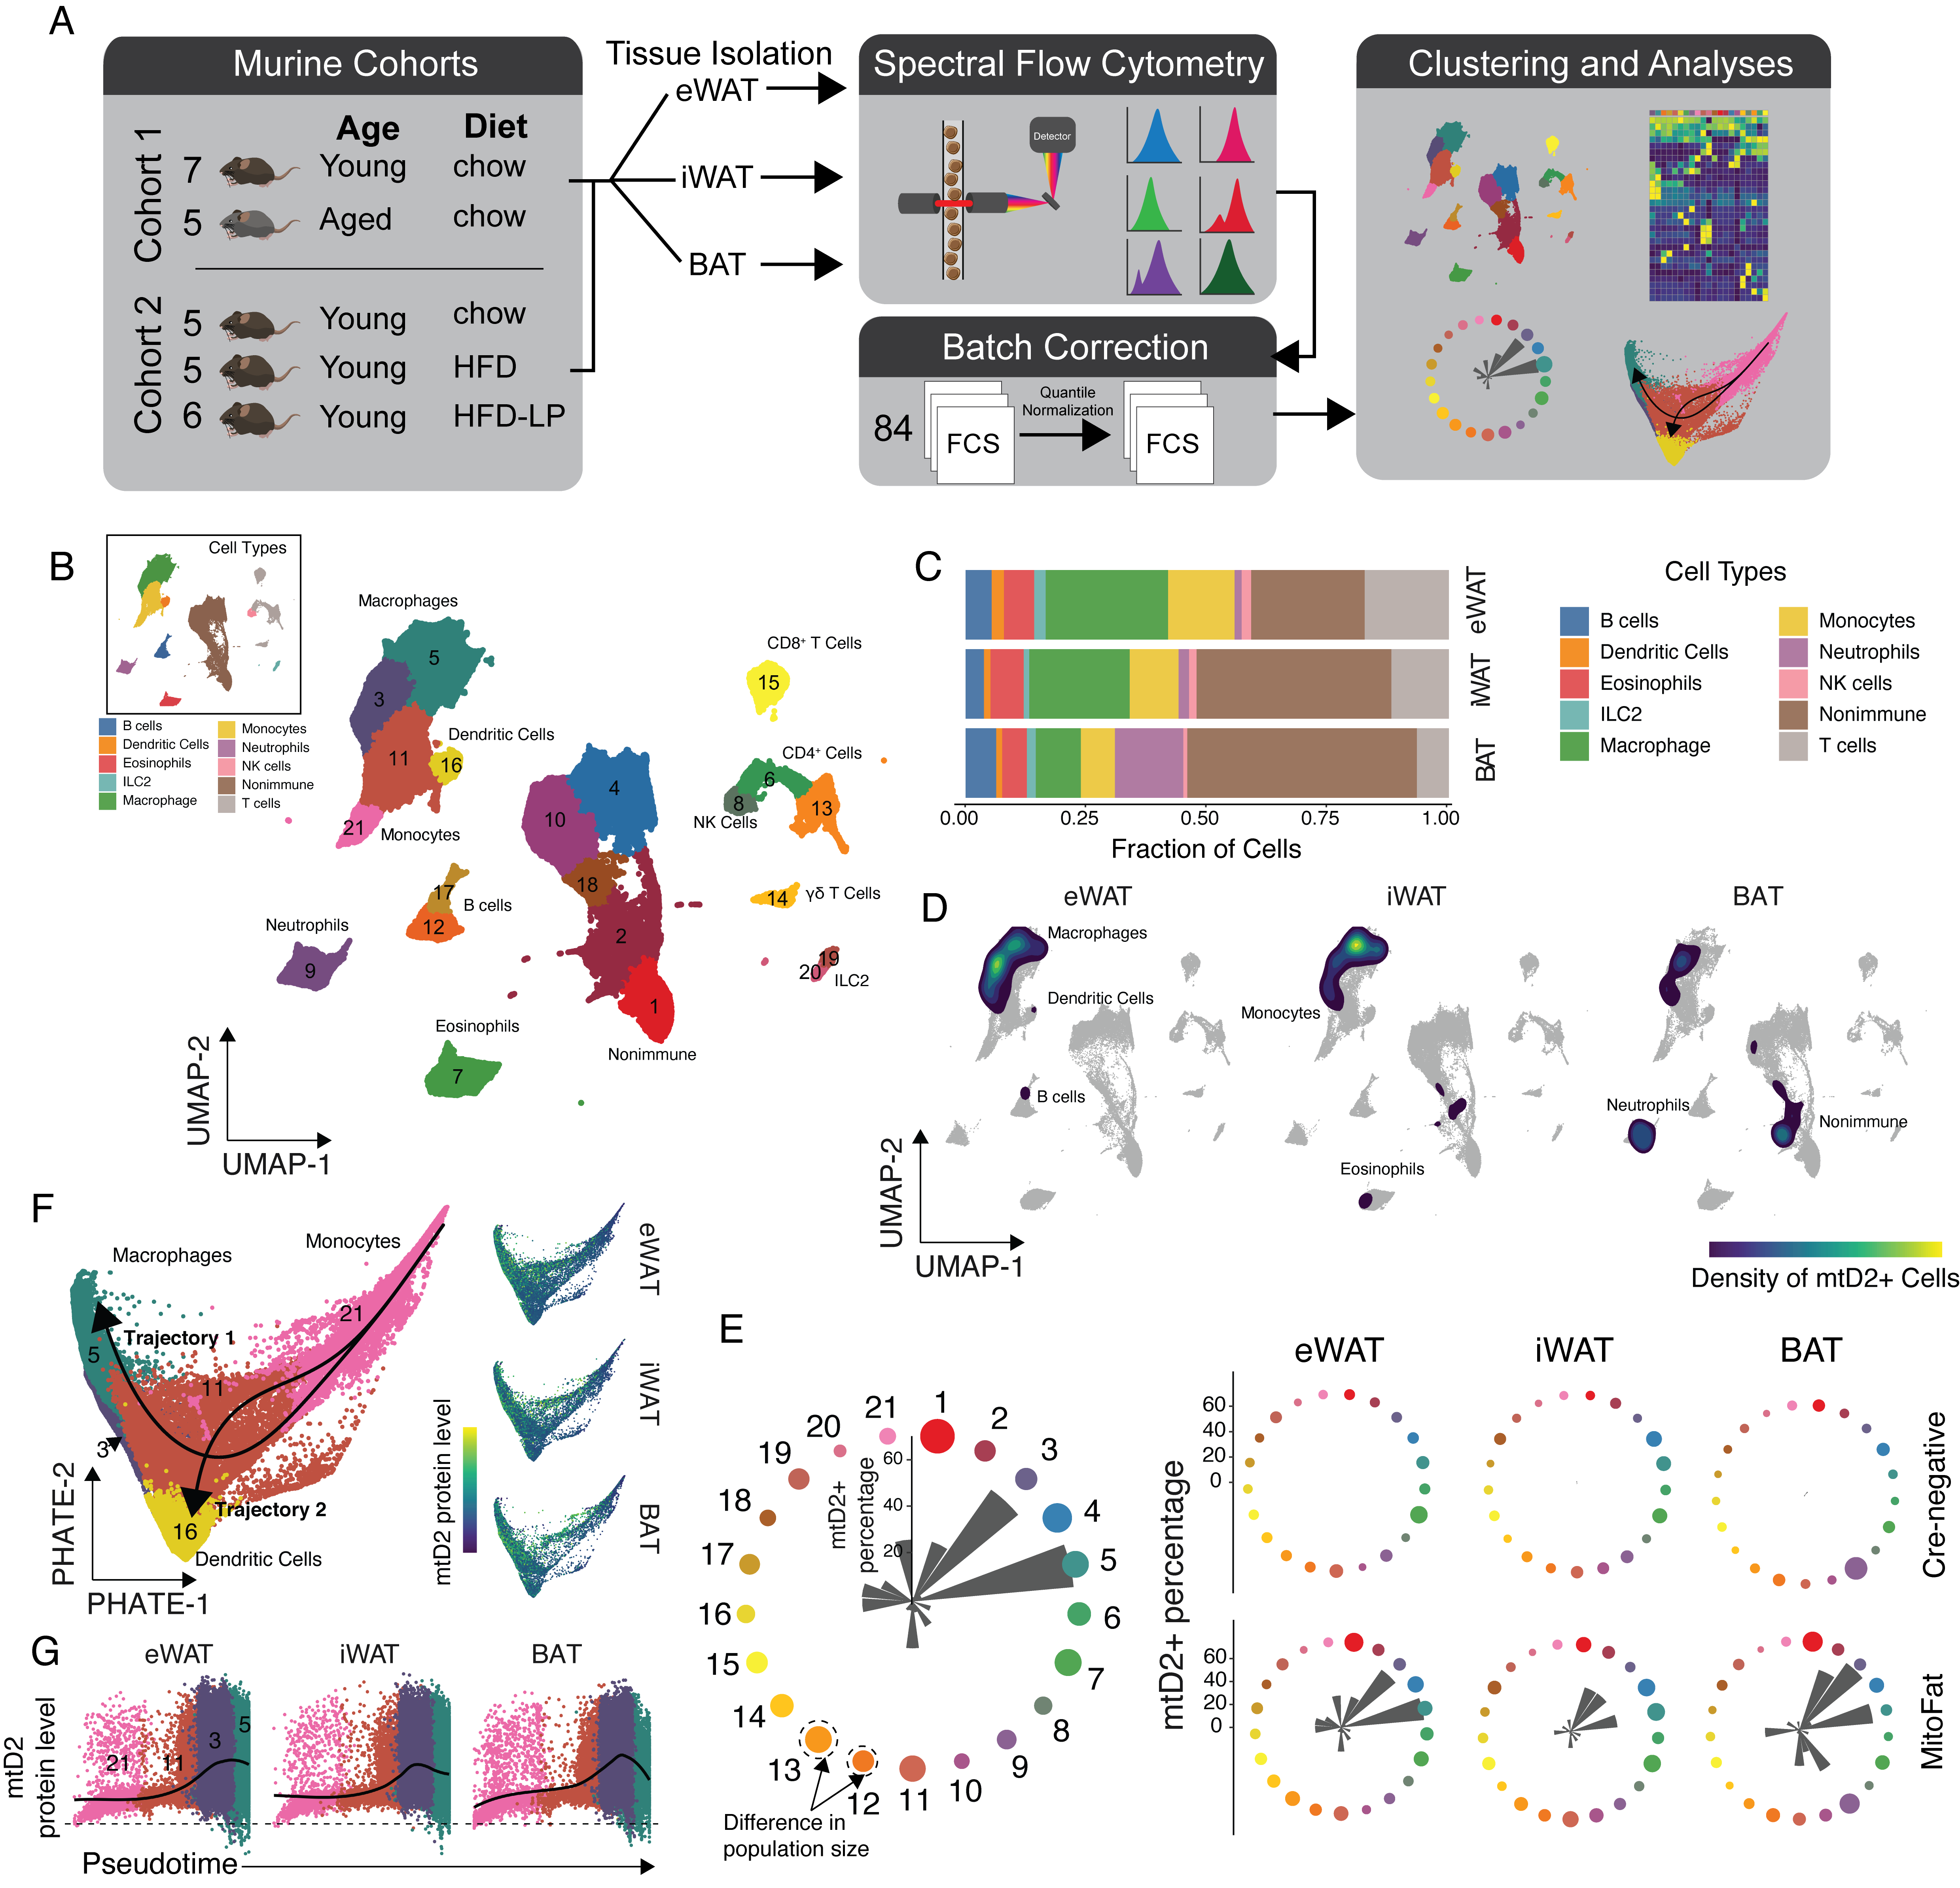 A
Murine Cohorts
Age
Diet
Cohort 1
7
Young
chow
5
Aged
chow
Cohort 2
5
Young
chow
5
Young
HFD
6
Young
HFD-LP
Tissue Isolation
eWAT
iWAT
BAT
Spectral Flow Cytometry
Detector
Batch Correction
84
FCS
Quantile
Normalization
FCS
Clustering and Analyses
B
Cell Types
B cells
Dendritic Cells
Eosinophils
ILC2
Macrophage
Monocytes
Neutrophils
NK cells
Nonimmune
T cells
Macrophages
5
3
11
Dendritic Cells
16
21
Monocytes
17
B cells
12
Neutrophils
9
Eosinophils
7
4
10
18
2
1
Nonimmune
CD8+ T Cells
15
CD4+ Cells
6
8
13
NK Cells
14
γδ T Cells
19
20
ILC2
UMAP-2
UMAP-1
C
eWAT
iWAT
BAT
0.00
0.25
0.50
0.75
1.00
Fraction of Cells
Cell Types
B cells
Dendritic Cells
Eosinophils
ILC2
Macrophage
Monocytes
Neutrophils
NK cells
Nonimmune
T cells
D
eWAT
iWAT
BAT
Macrophages
Dendritic Cells
B cells
Monocytes
Eosinophils
Neutrophils
Nonimmune
UMAP-2
UMAP-1
Density of mtD2+ Cells
F
Macrophages
Monocytes
21
Trajectory 1
5
11
3
Trajectory 2
16
Dendritic Cells
PHATE-2
PHATE-1
eWAT
iWAT
BAT
mtD2 protein level
E
1
2
3
4
5
6
7
8
9
10
11
12
13
14
15
16
17
18
19
20
21
60
40
20
mtD2+
percentage
Difference in
population size
eWAT
iWAT
BAT
mtD2+ percentage
60
40
20
0
Cre-negative
60
40
20
0
MitoFat
G
eWAT
iWAT
BAT
mtD2
protein level
21
11
3
5
Pseudotime